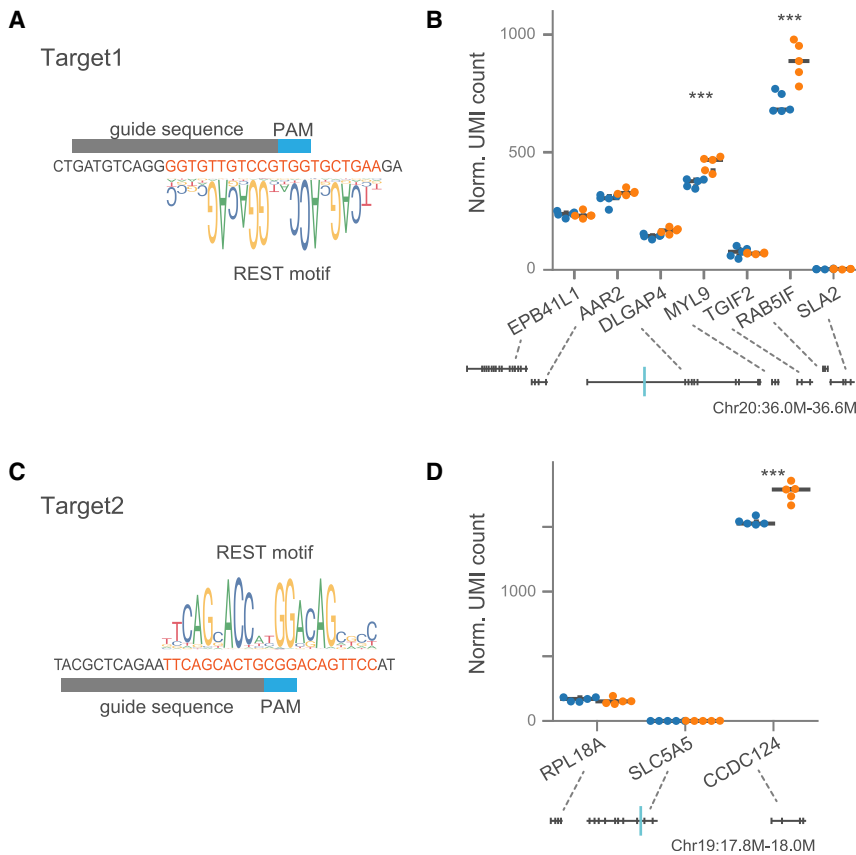 A
Target1
guide sequence
PAM
CTGATGTCAGGGGTGTTGTCCGTGGTGCTGAAGA
REST motif
B
Norm. UMI count
1000
500
0
***
***
EPB41L1
AAR2
DLGAP4
MYL9
TGIF2
RAB5IF
SLA2
Chr20:36.0M-36.6M
C
Target2
REST motif
TACGCTCAGAATTCAGCACTGCGGACAGTTCCAT
guide sequence
PAM
D
Norm. UMI count
1000
0
***
RPL18A
SLC5A5
CCDC124
Chr19:17.8M-18.0M